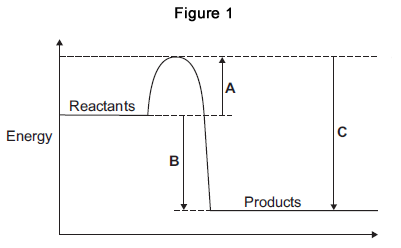 Figure 1
Reactants
A
Energy
C
B
Products